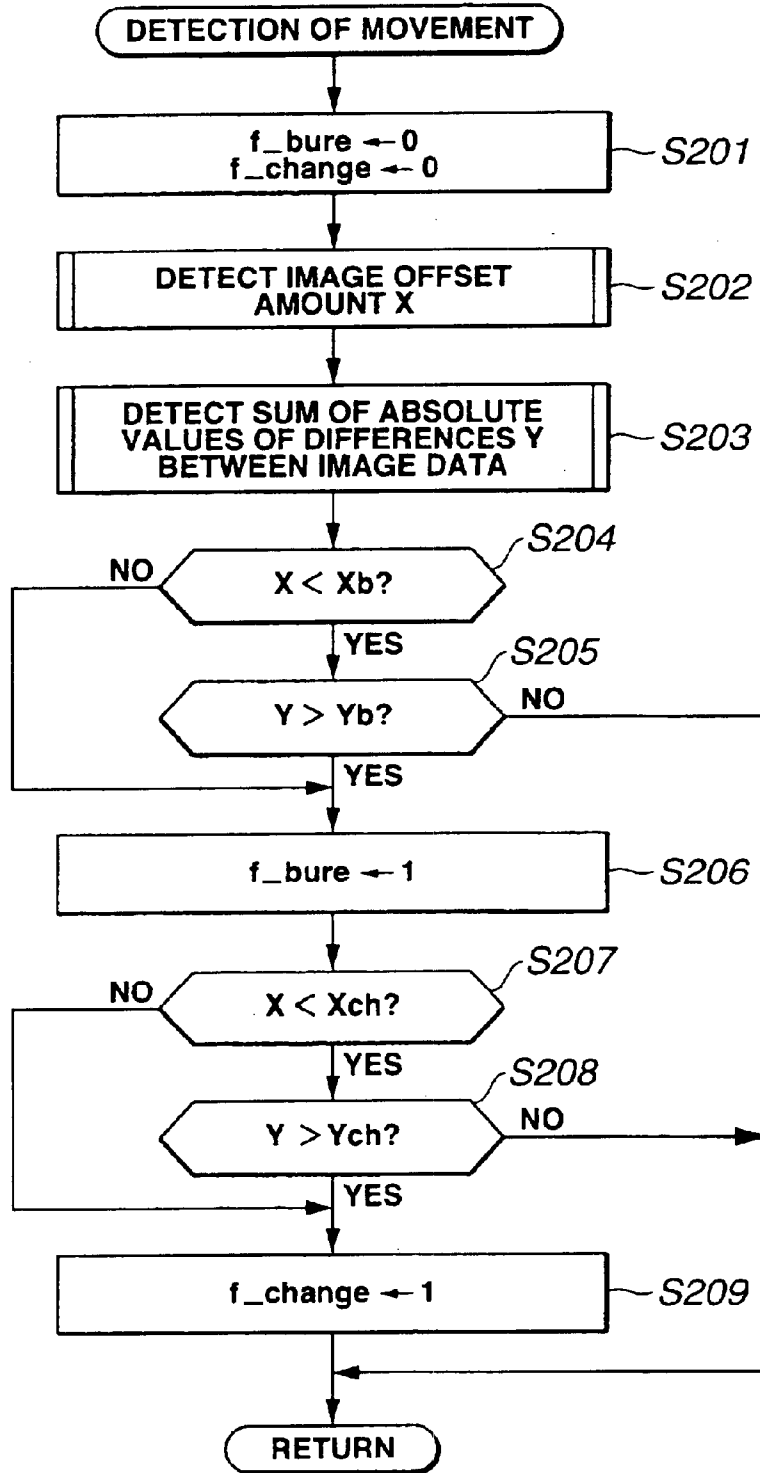 DETECTION OF MOVEMENT
f_bure ← 0
f_change ← 0
S201
DETECT IMAGE OFFSET
AMOUNT X
S202
DETECT SUM OF ABSOLUTE
VALUES OF DIFFERENCES Y
BETWEEN IMAGE DATA
S203
S204
NO
X < Xb?
YES
S205
Y > Yb?
NO
YES
f_bure ← 1
S206
S207
NO
X < Xch?
YES
S208
Y > Ych?
NO
YES
f_change ← 1
S209
RETURN